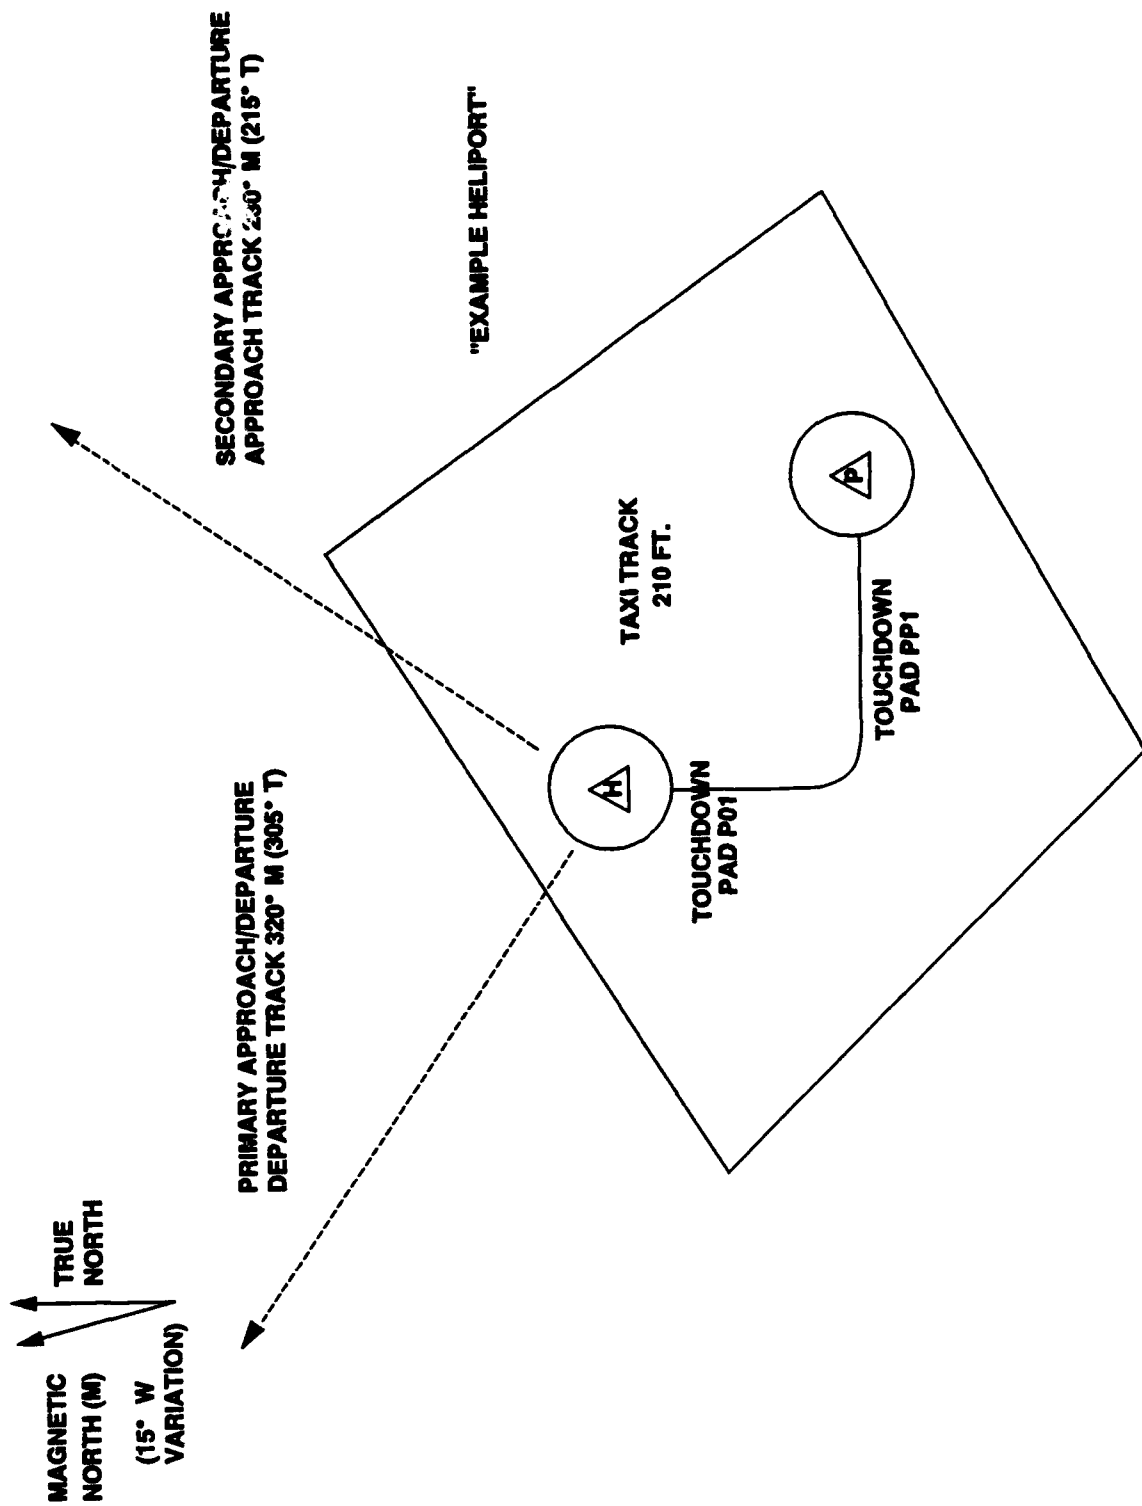 MAGNETIC
NORTH (M)
(15° W
VARIATION)
TRUE
NORTH
PRIMARY APPROACH/DEPARTURE
DEPARTURE TRACK 320° M (305° T)
SECONDARY APPROACH/DEPARTURE
APPROACH TRACK 230° M (215° T)
"EXAMPLE HELIPORT"
H
TOUCHDOWN
PAD P01
TAXI TRACK
210 FT.
P
TOUCHDOWN
PAD PP1